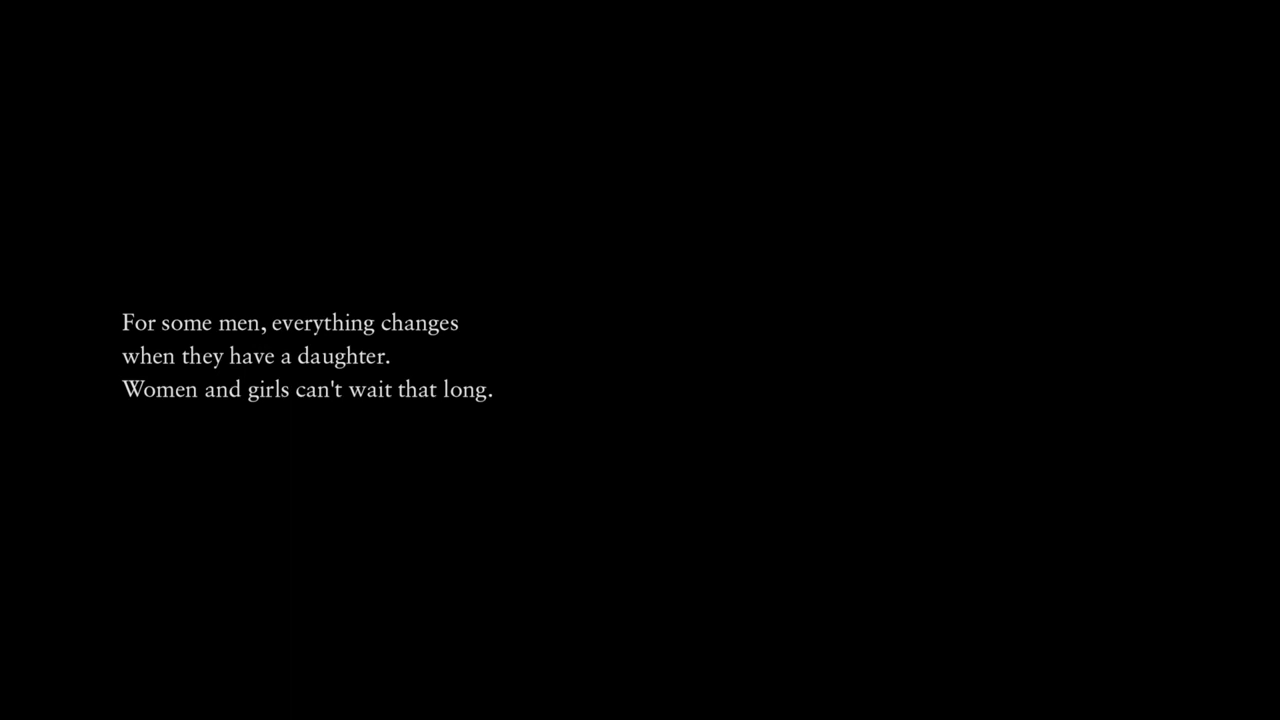 For some men, everything changes
when they have a daughter.
Women and girls can't wait that long.